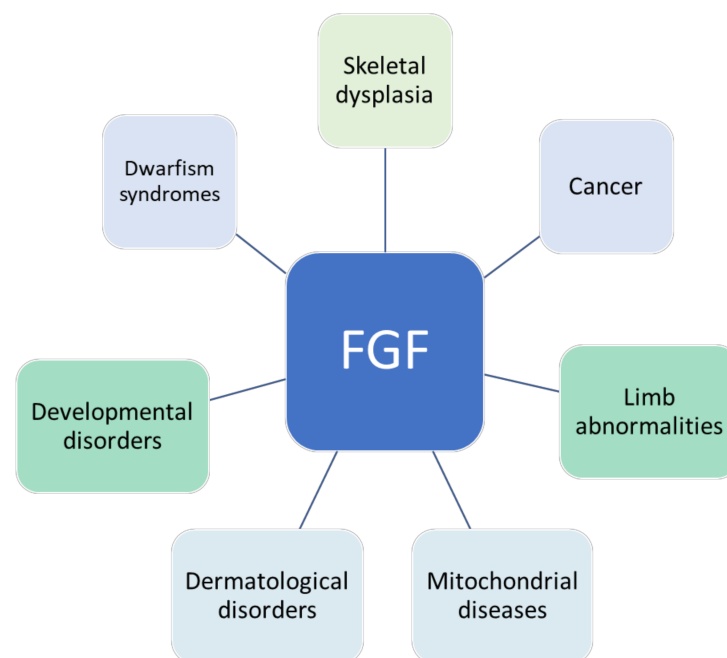 Skeletal
dysplasia
Dwarfism
syndromes
Cancer
FGF
Developmental
disorders
Limb
abnormalities
Dermatological
disorders
Mitochondrial
diseases